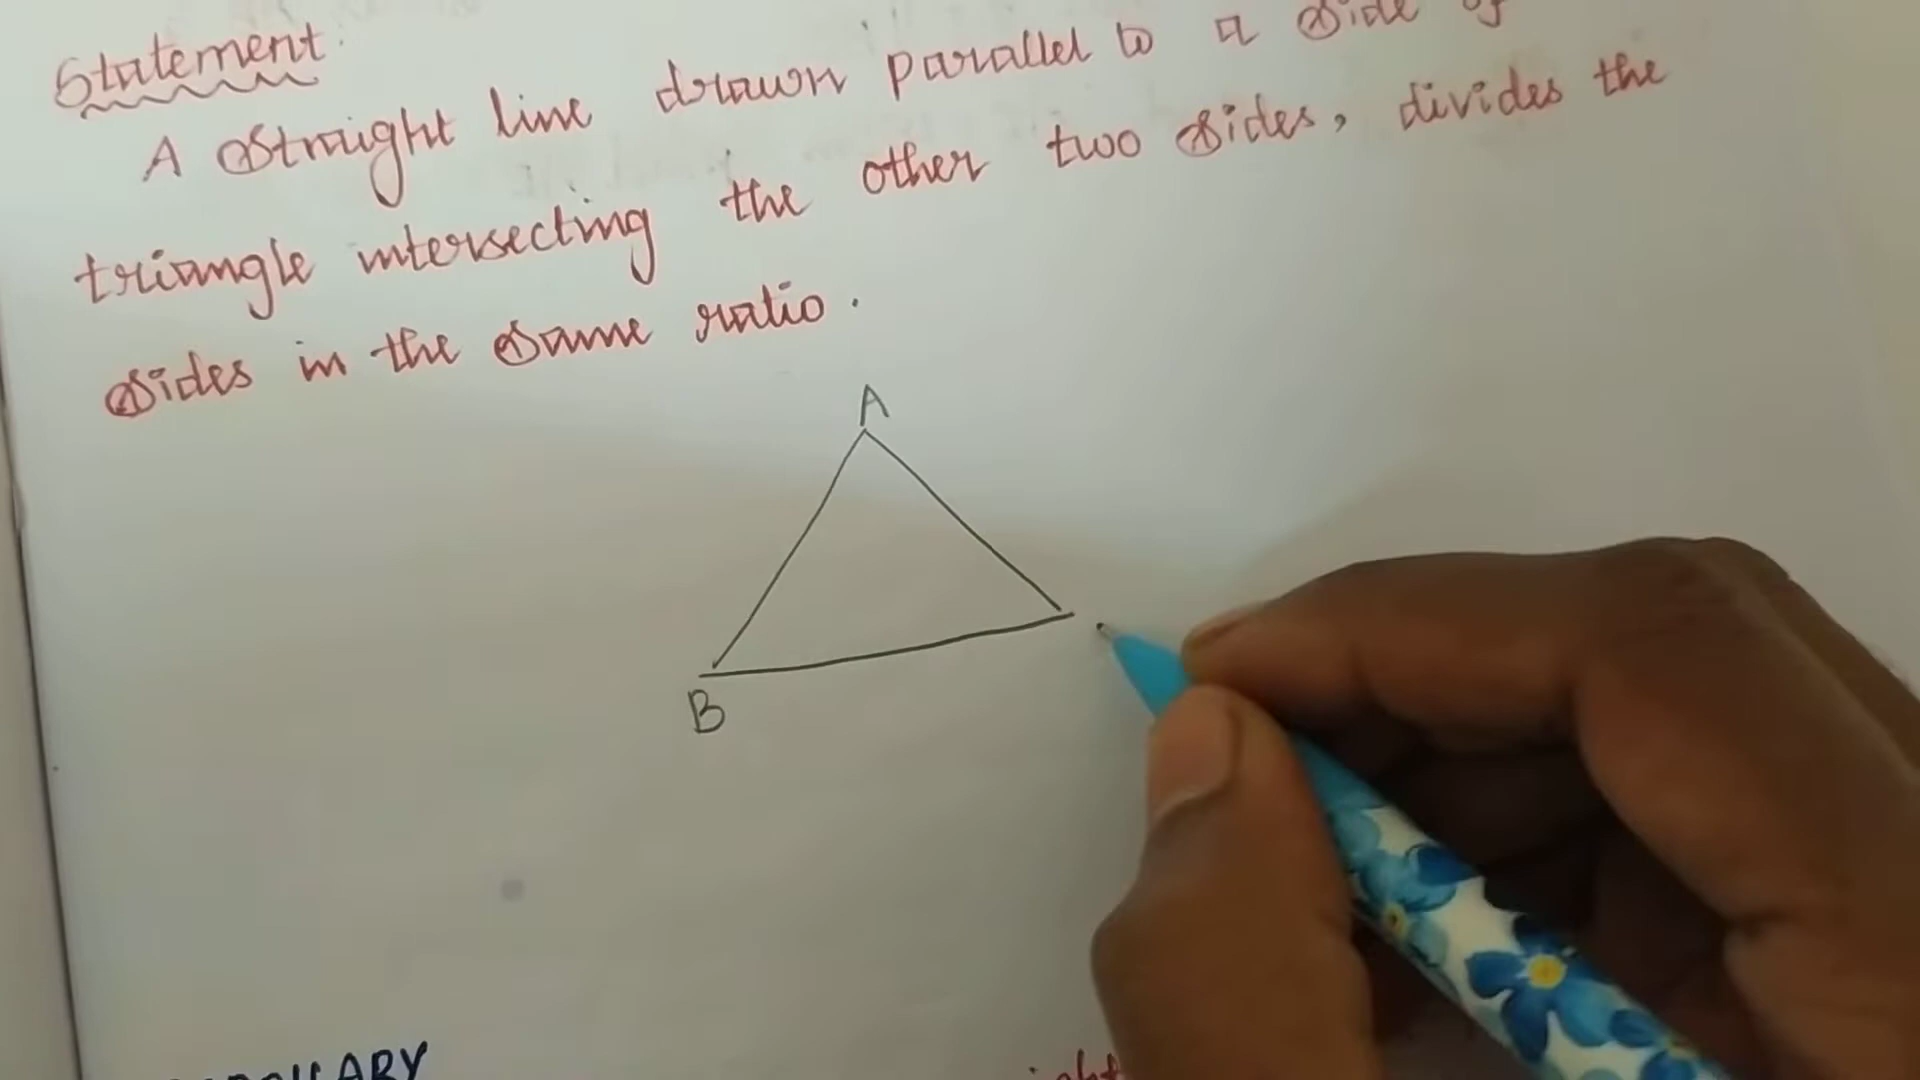 Statement:
A straight line drawn parallel to a side of
triangle intersecting the other two sides, divides the
sides in the same ratio.
A
B